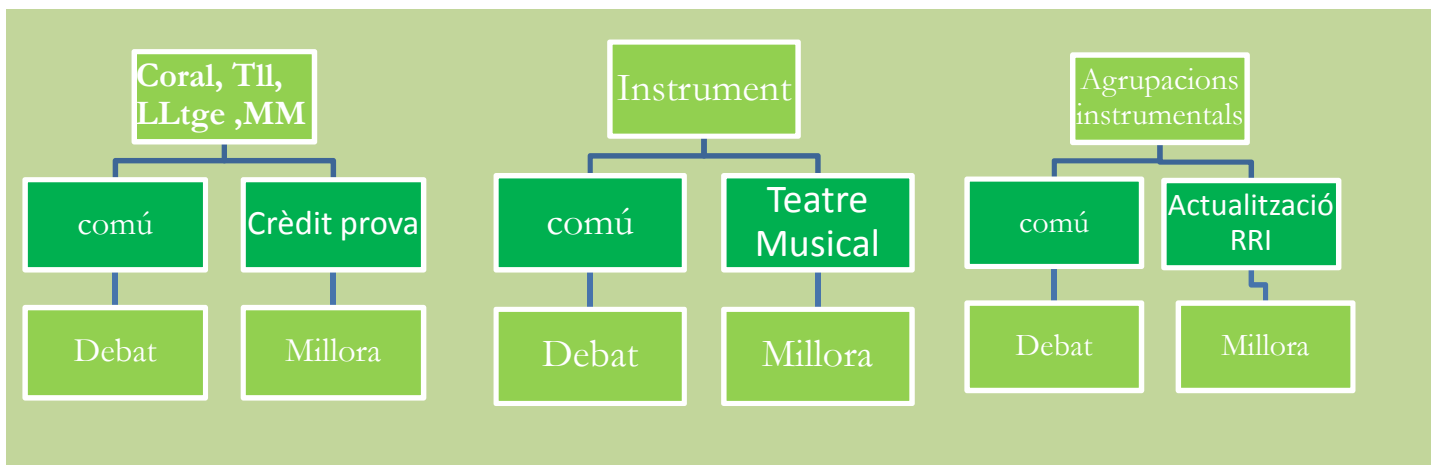 Coral, Tll,
LLtge ,MM
comú
Crèdit prova
Debat
Millora
Instrument
comú
Teatre
Musical
Debat
Millora
Agrupacions
instrumentals
comú
Actualització
RRI
Debat
Millora